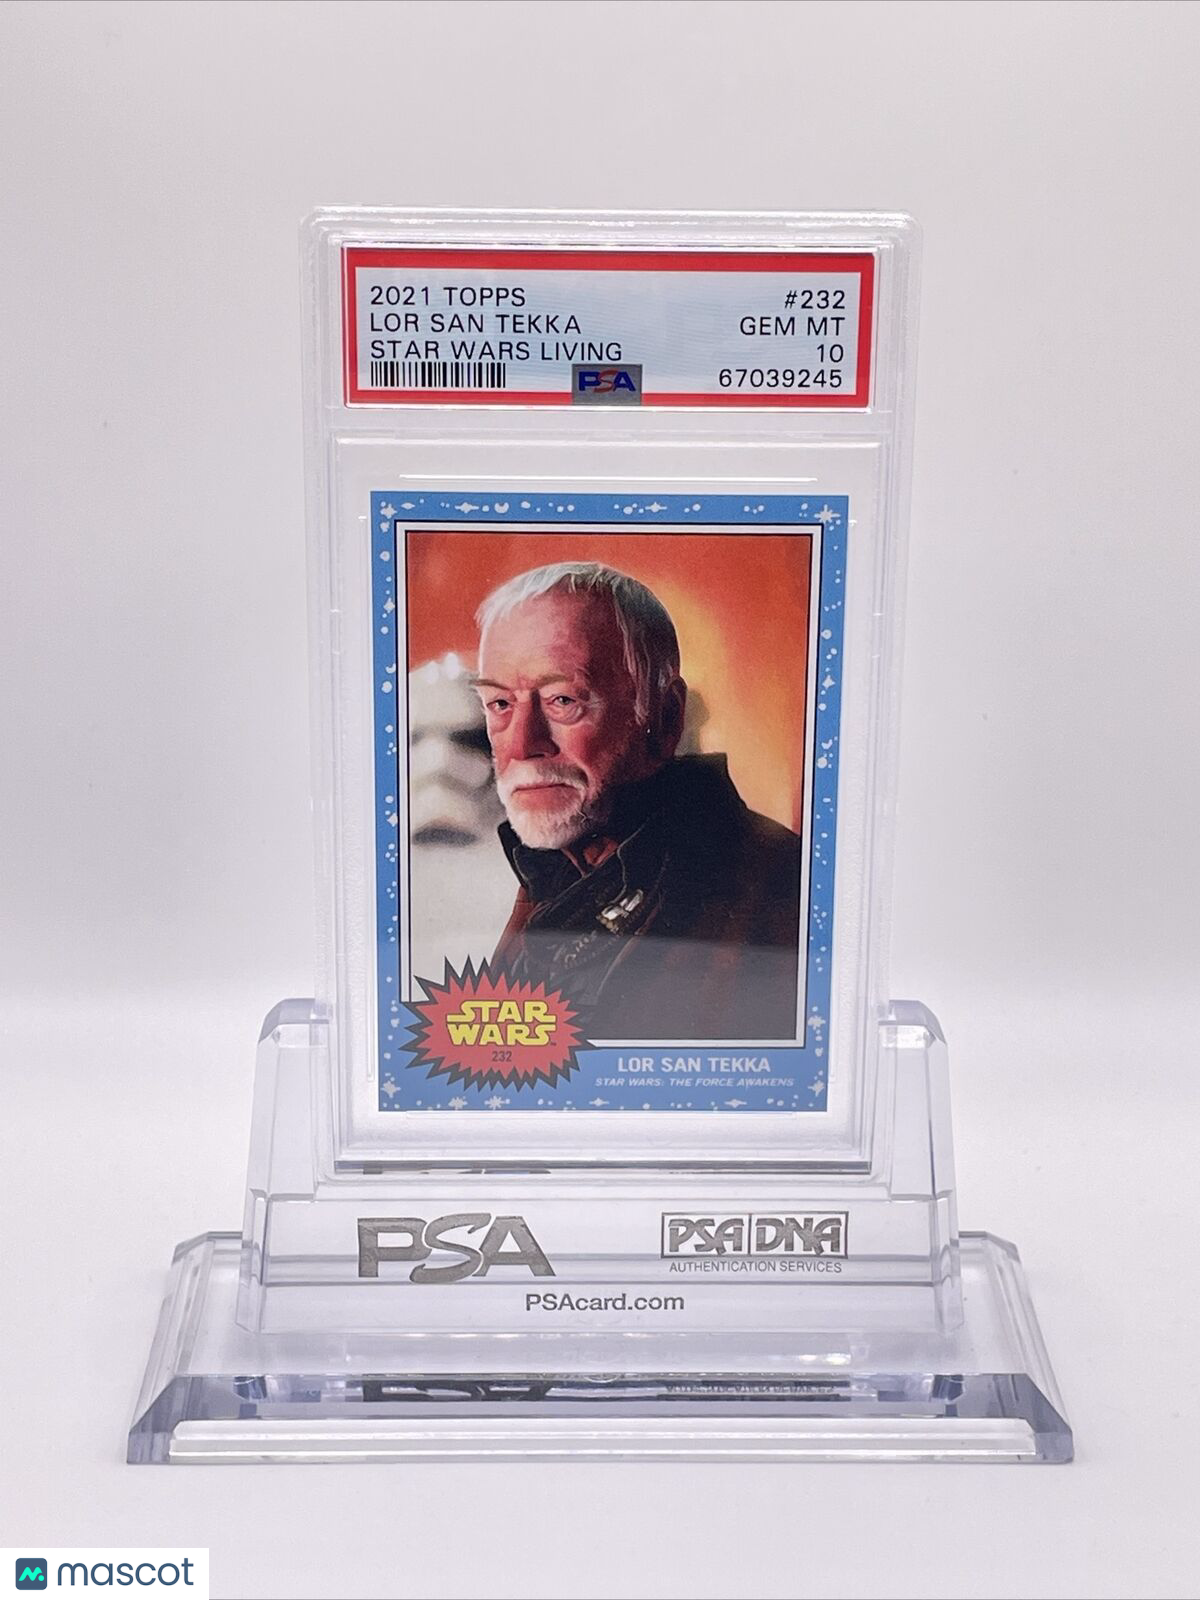 2021 TOPPS #232
LOR SAN TEKKA GEM MT
STAR WARS LIVING 10
PSA 67039245
STAR
WARS™
232
LOR SAN TEKKA
STAR WARS: THE FORCE AWAKENS
PSA PSA DNA
AUTHENTICATION SERVICES
PSAcard.com
mascot